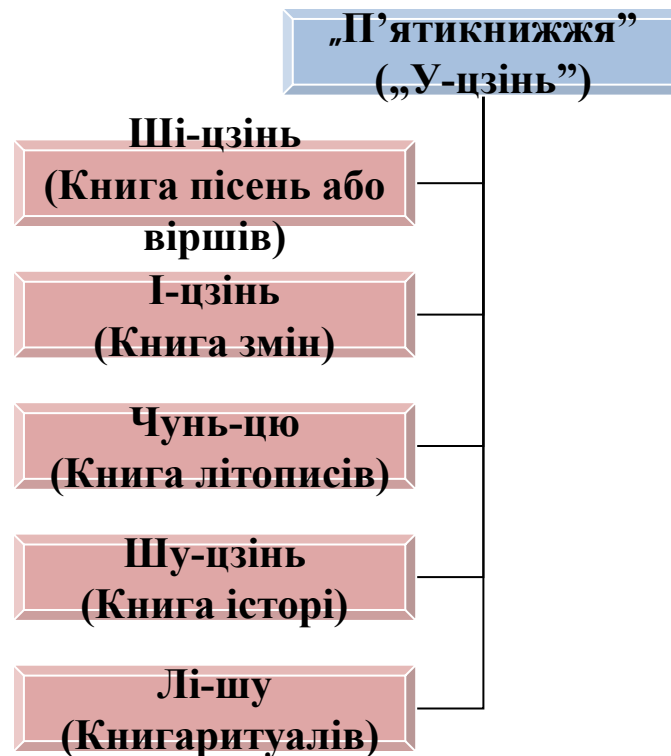 „П’ятикнижжя”
(„У-цзінь”)
Ші-цзінь
(Книга пісень або
віршів)
І-цзінь
(Книга змін)
Чунь-цю
(Книга літописів)
Шу-цзінь
(Книга історі)
Лі-шу
(Книгаритуалів)